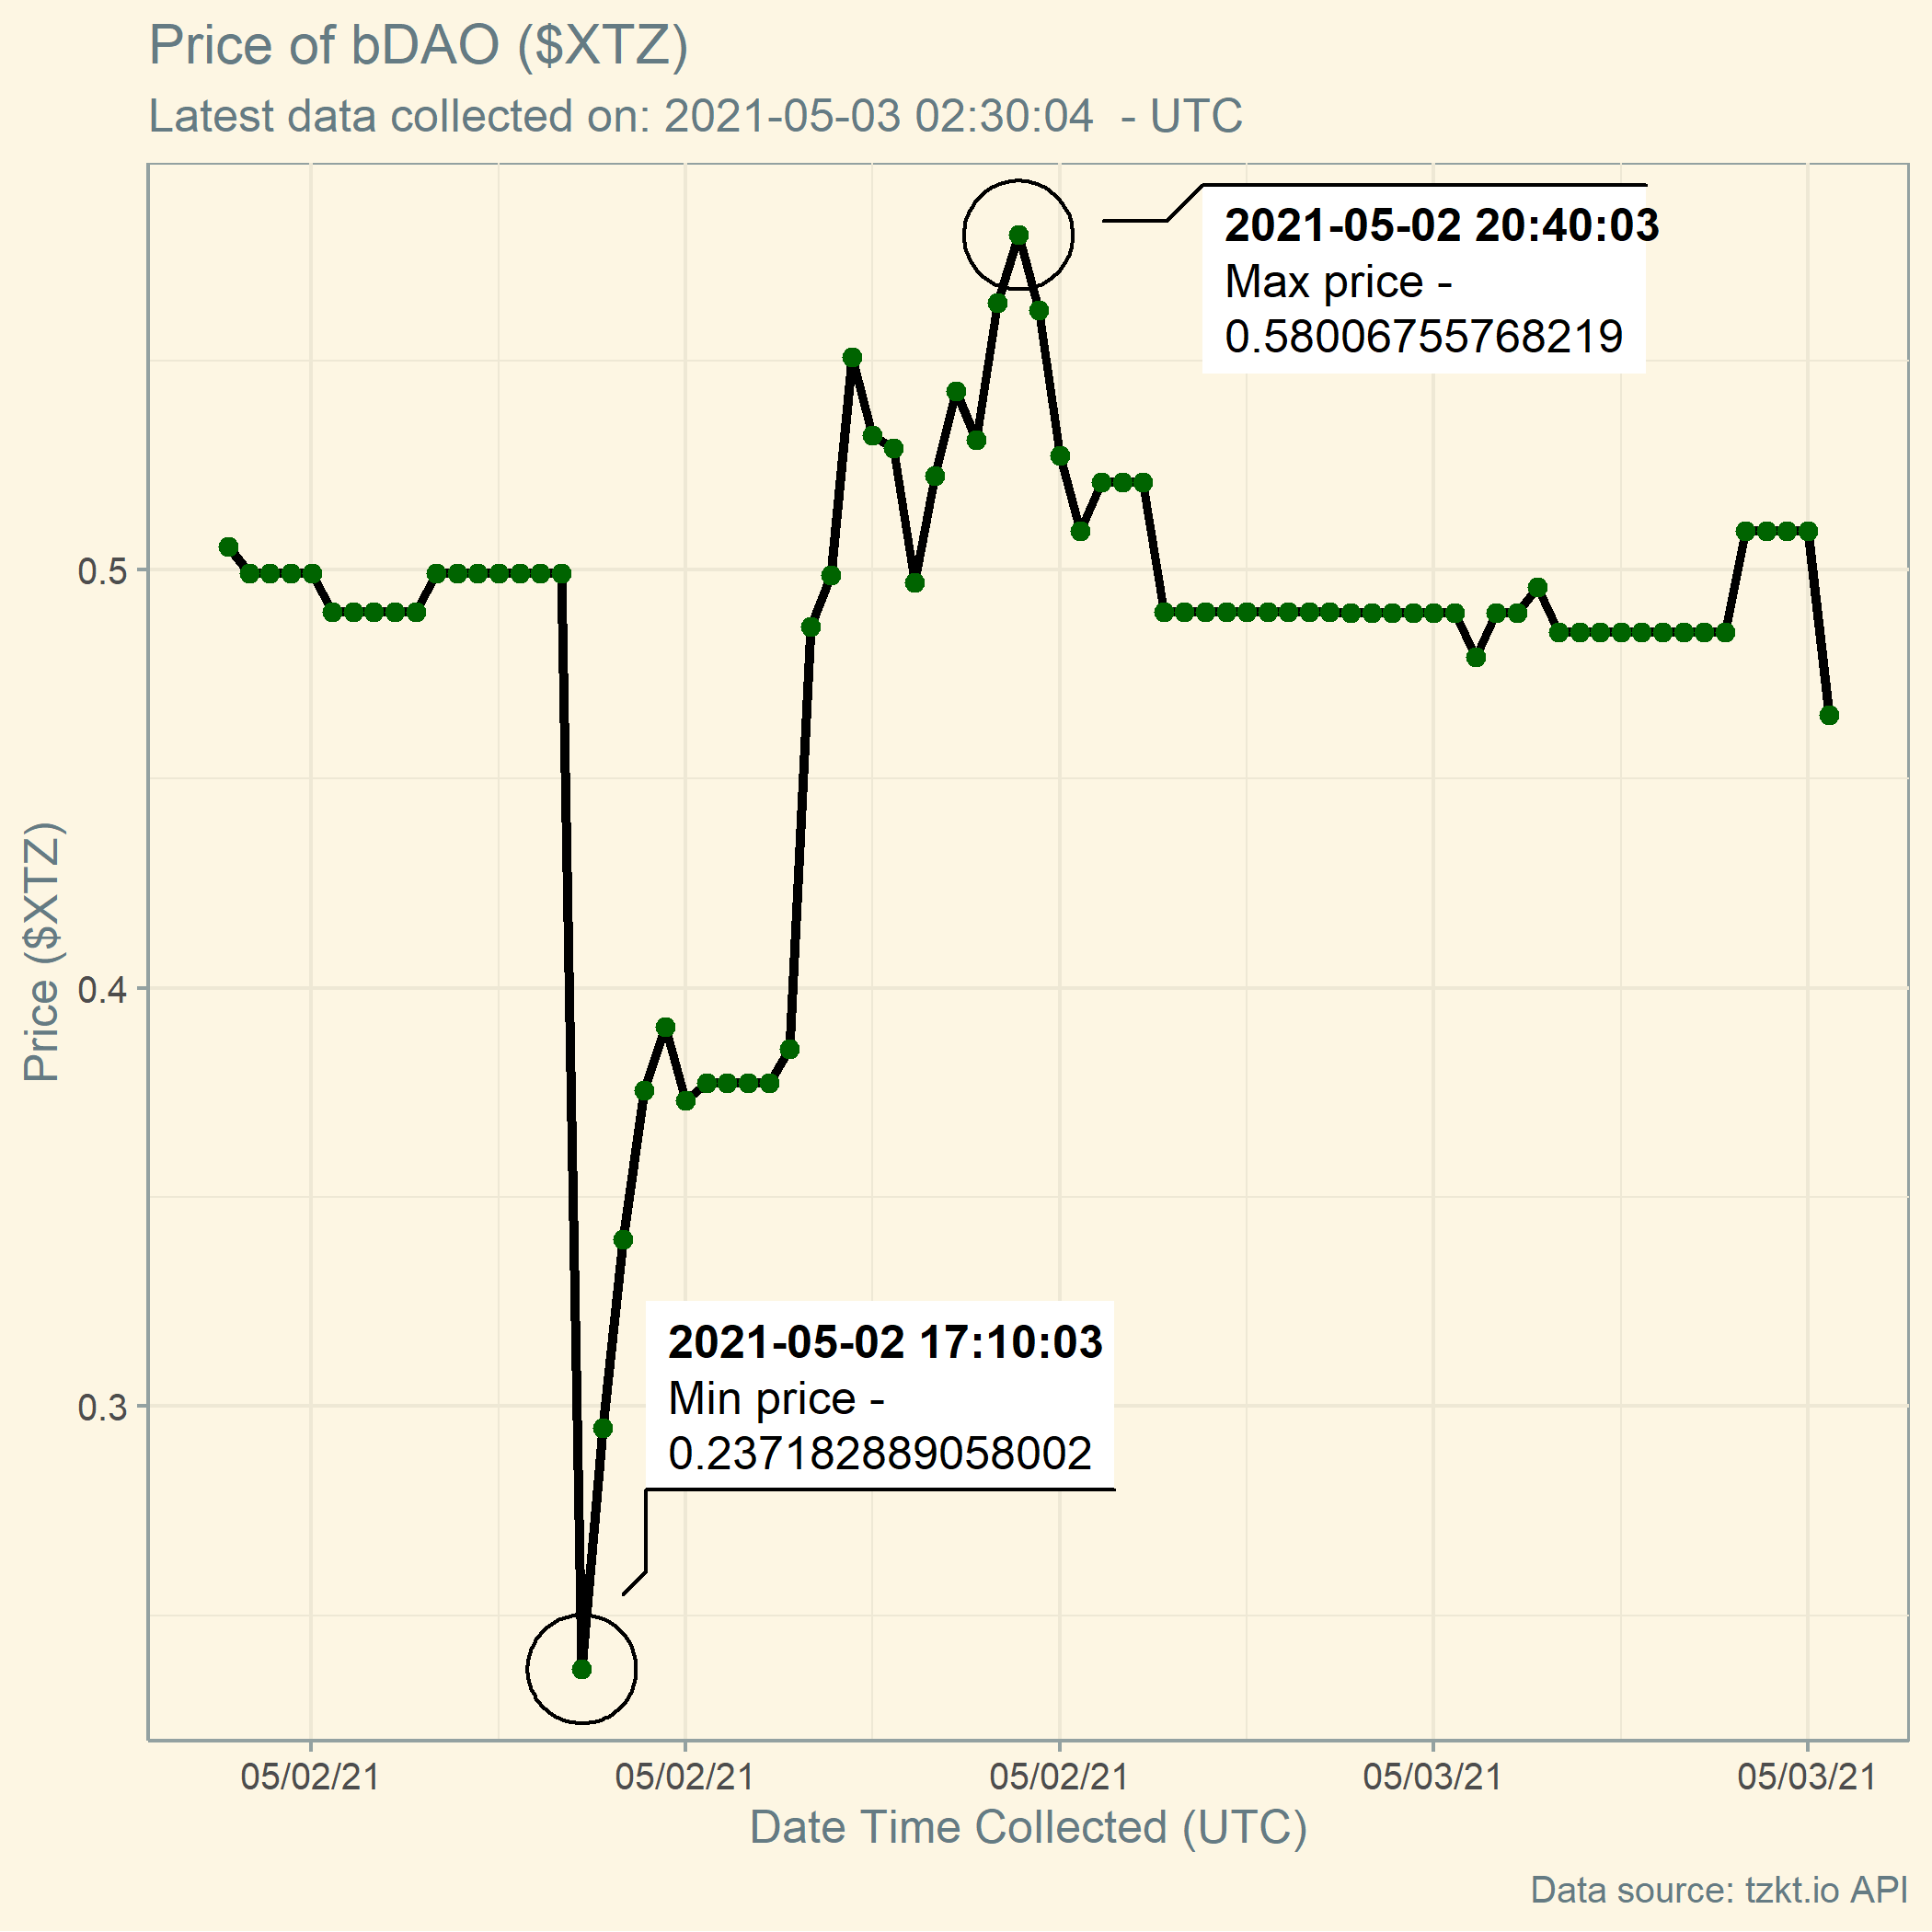 Price of bDAO ($XTZ)
Latest data collected on: 2021-05-03 02:30:04  - UTC
2021-05-02 20:40:03
Max price -
0.58006755768219
0.5
0.4
0.3
Price ($XTZ)
2021-05-02 17:10:03
Min price -
0.237182889058002
05/02/21 05/02/21 05/02/21 05/03/21 05/03/21
Date Time Collected (UTC)
Data source: tzkt.io API